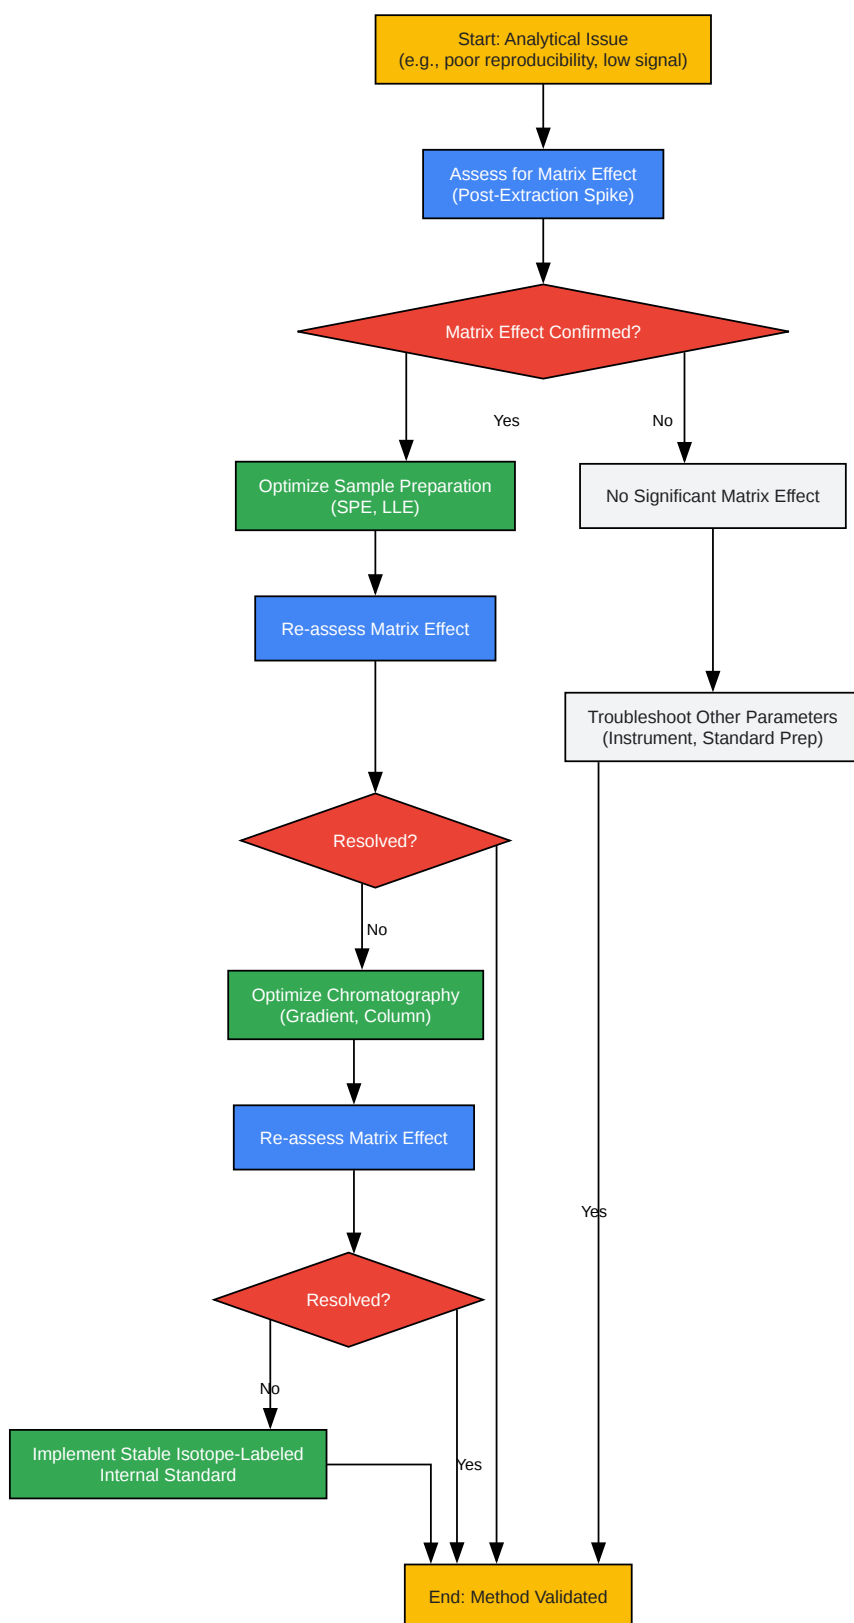 Start: Analytical Issue
(e.g., poor reproducibility, low signal)
Assess for Matrix Effect
(Post-Extraction Spike)
Matrix Effect Confirmed?
Yes
No
Optimize Sample Preparation
(SPE, LLE)
No Significant Matrix Effect
Re-assess Matrix Effect
Troubleshoot Other Parameters
(Instrument, Standard Prep)
Resolved?
No
Optimize Chromatography
(Gradient, Column)
Re-assess Matrix Effect
Yes
Resolved?
No
Implement Stable Isotope-Labeled
Internal Standard
Yes
End: Method Validated